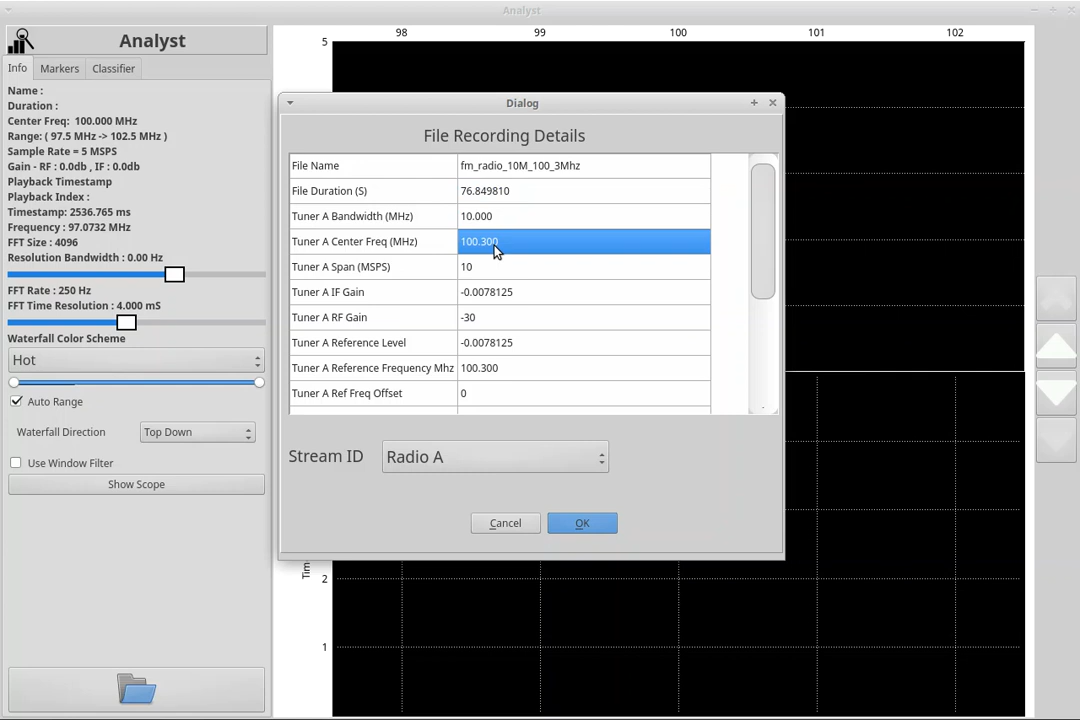 Analyst
Analyst
Info
Markers
Classifier
Name :
Duration :
Center Freq: 100.000 MHz
Range: ( 97.5 MHz -> 102.5 MHz )
Sample Rate = 5 MSPS
Gain - RF : 0.0db , IF : 0.0db
Playback Timestamp
Playback Index :
Timestamp: 2536.765 ms
Frequency : 97.0732 MHz
FFT Size : 4096
Resolution Bandwidth : 0.00 Hz
FFT Rate : 250 Hz
FFT Time Resolution : 4.000 mS
Waterfall Color Scheme
Hot
Auto Range
Waterfall Direction
Top Down
Use Window Filter
Show Scope
98
99
100
101
102
5
Dialog
File Recording Details
File Name
fm_radio_10M_100_3Mhz
File Duration (S)
76.849810
Tuner A Bandwidth (MHz)
10.000
Tuner A Center Freq (MHz)
100.300
Tuner A Span (MSPS)
10
Tuner A IF Gain
-0.0078125
Tuner A RF Gain
-30
Tuner A Reference Level
-0.0078125
Tuner A Reference Frequency Mhz
100.300
Tuner A Ref Freq Offset
0
Stream ID
Radio A
Cancel
OK
2
1